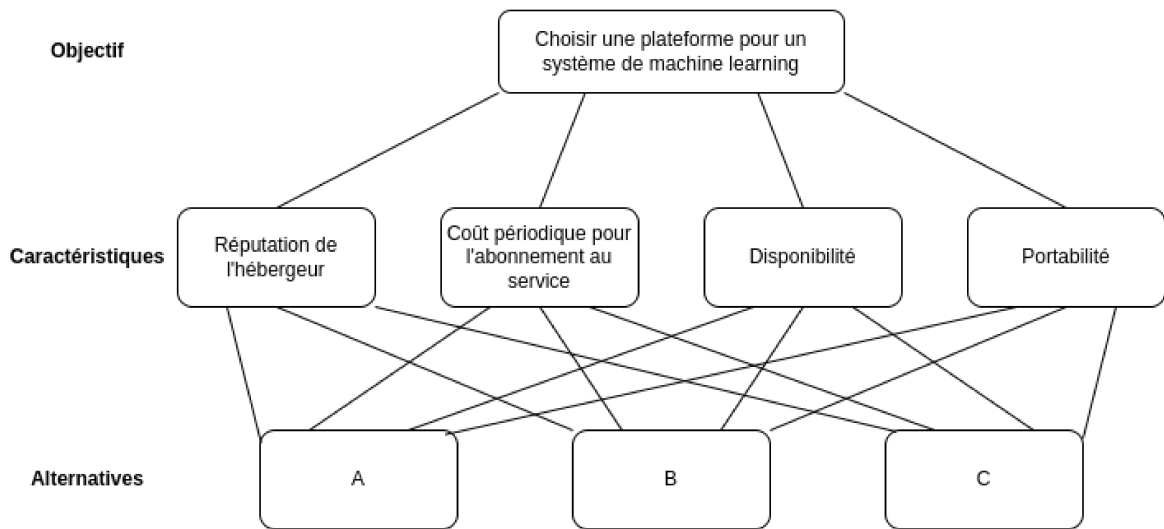 Objectif
Choisir une plateforme pour un
système de machine learning
Caractéristiques
Réputation de
l'hébergeur
Coût périodique pour
l'abonnement au
service
Disponibilité
Portabilité
Alternatives
A
B
C